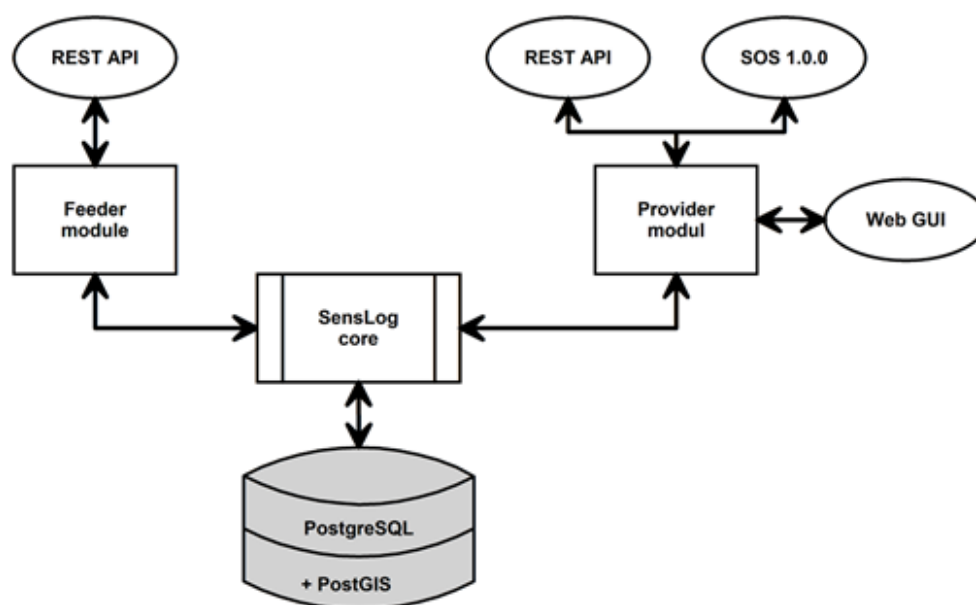 REST API
REST API
SOS 1.0.0
Feeder
module
Provider
modul
Web GUI
SensLog
core
PostgreSQL
+ PostGIS